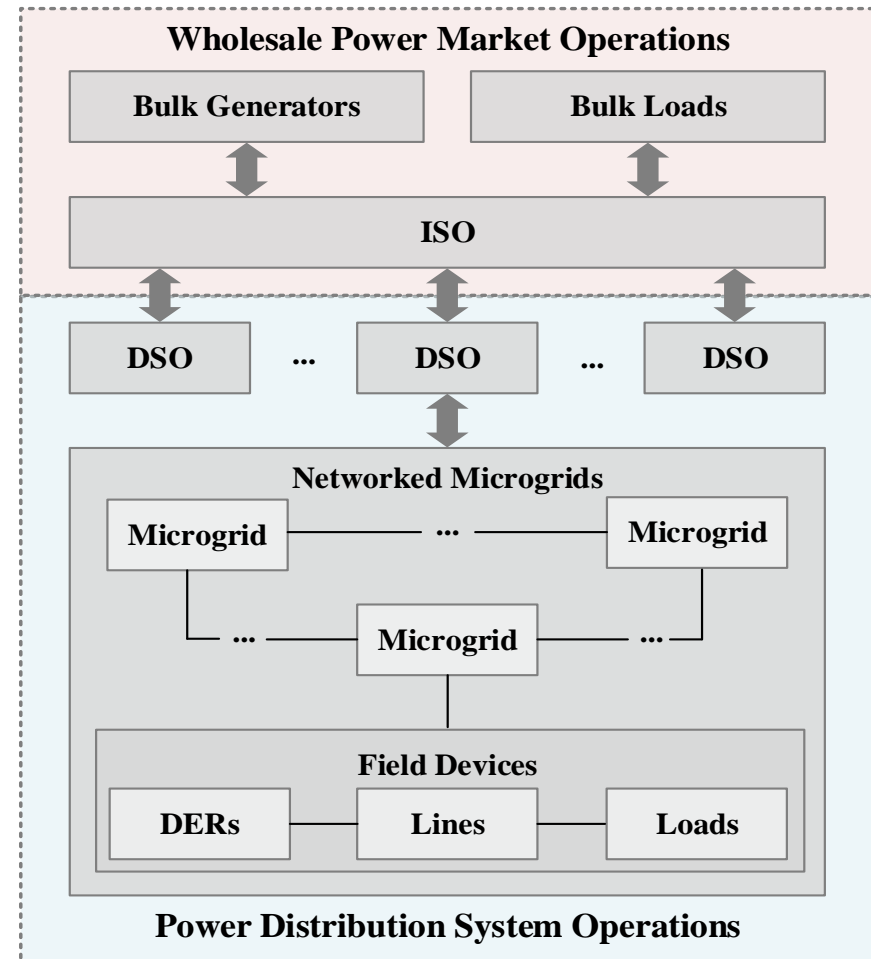 Wholesale Power Market Operations
Bulk Generators
Bulk Loads
ISO
DSO
...
DSO
...
DSO
Networked Microgrids
Microgrid
...
Microgrid
...
Microgrid
...
Field Devices
DERs
Lines
Loads
Power Distribution System Operations